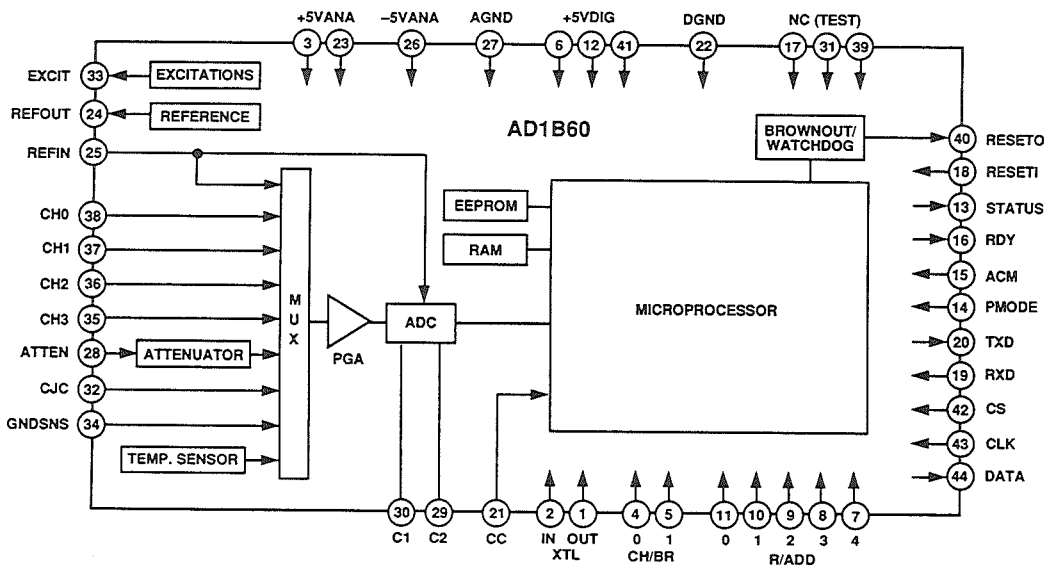 +5VANA –5VANA AGND +5VDIG DGND NC (TEST)
3 23 26 27 6 12 41 22 17 31 39
EXCIT 33 EXCITATIONS
REFOUT 24 REFERENCE
REFIN 25
AD1B60
BROWNOUT/
WATCHDOG
40 RESETO
18 RESETI
13 STATUS
16 RDY
15 ACM
14 PMODE
20 TXD
19 RXD
42 CS
43 CLK
44 DATA
CH0 38
CH1 37
CH2 36
CH3 35
ATTEN 28 ATTENUATOR
CJC 32
GNDSNS 34
TEMP. SENSOR
M
U
X
PGA
ADC
EEPROM
RAM
MICROPROCESSOR
30 29 21 2 1 4 5 11 10 9 8 7
C1 C2 CC IN OUT 0 1 0 1 2 3 4
XTL CH/BR R/ADD